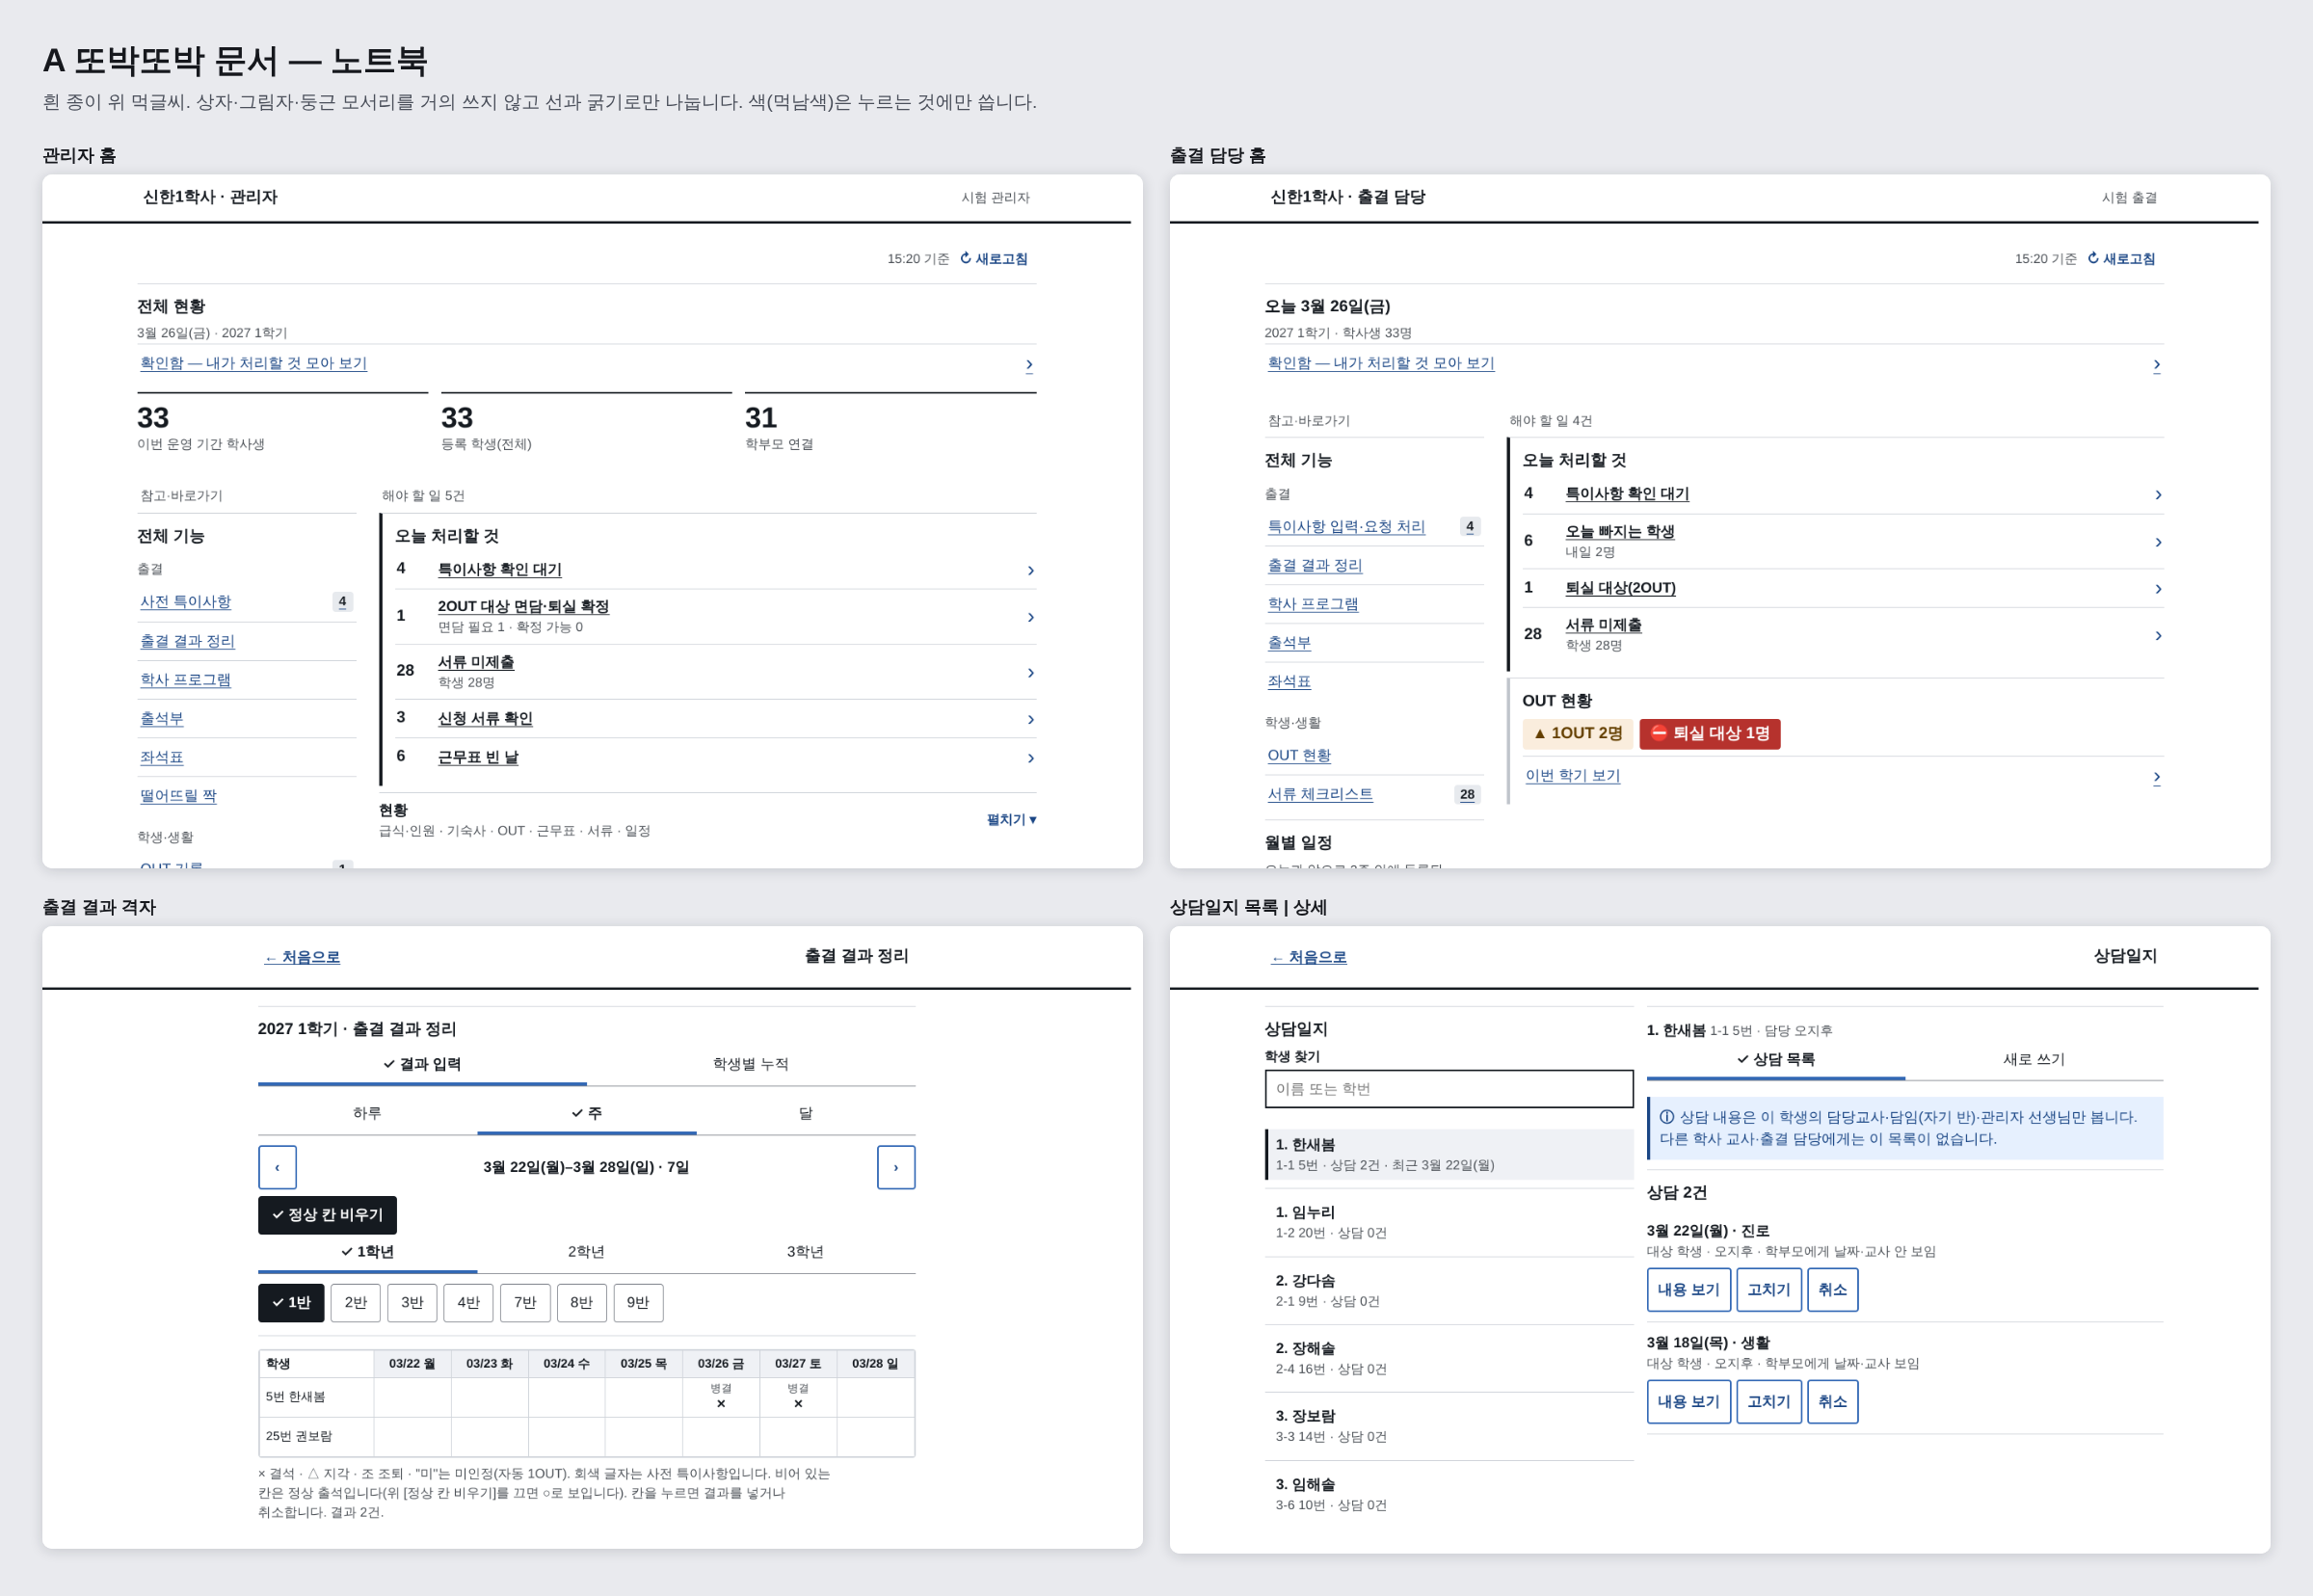 A 또박또박 문서 — 노트북
흰 종이 위 먹글씨. 상자·그림자·둥근 모서리를 거의 쓰지 않고 선과 굵기로만 나눕니다. 색(먹남색)은 누르는 것에만 씁니다.
관리자 홈
신한1학사 · 관리자
시험 관리자
15:20 기준 ↻ 새로고침
전체 현황
3월 26일(금) · 2027 1학기
확인함 — 내가 처리할 것 모아 보기 ›
33
이번 운영 기간 학사생
33
등록 학생(전체)
31
학부모 연결
참고·바로가기
전체 기능
출결
사전 특이사항 4
출결 결과 정리
학사 프로그램
출석부
좌석표
떨어뜨릴 짝
학생·생활
OUT 기록 1
해야 할 일 5건
오늘 처리할 것
4 특이사항 확인 대기 ›
1 2OUT 대상 면담·퇴실 확정 ›
면담 필요 1 · 확정 가능 0
28 서류 미제출 ›
학생 28명
3 신청 서류 확인 ›
6 근무표 빈 날 ›
현황
급식·인원 · 기숙사 · OUT · 근무표 · 서류 · 일정
펼치기 ▾
출결 담당 홈
신한1학사 · 출결 담당
시험 출결
15:20 기준 ↻ 새로고침
오늘 3월 26일(금)
2027 1학기 · 학사생 33명
확인함 — 내가 처리할 것 모아 보기 ›
참고·바로가기
전체 기능
출결
특이사항 입력·요청 처리 4
출결 결과 정리
학사 프로그램
출석부
좌석표
학생·생활
OUT 현황
서류 체크리스트 28
월별 일정
해야 할 일 4건
오늘 처리할 것
4 특이사항 확인 대기 ›
6 오늘 빠지는 학생 ›
내일 2명
1 퇴실 대상(2OUT) ›
28 서류 미제출 ›
학생 28명
OUT 현황
▲ 1OUT 2명 ⛔ 퇴실 대상 1명
이번 학기 보기 ›
출결 결과 격자
← 처음으로
출결 결과 정리
2027 1학기 · 출결 결과 정리
✓ 결과 입력 학생별 누적
하루 ✓ 주 달
‹ 3월 22일(월)–3월 28일(일) · 7일 ›
✓ 정상 칸 비우기
✓ 1학년 2학년 3학년
✓ 1반 2반 3반 4반 7반 8반 9반
학생 03/22 월 03/23 화 03/24 수 03/25 목 03/26 금 03/27 토 03/28 일
5번 한새봄 병결 × 병결 ×
25번 권보람
× 결석 · △ 지각 · 조 조퇴 · "미"는 미인정(자동 1OUT). 회색 글자는 사전 특이사항입니다. 비어 있는
칸은 정상 출석입니다(위 [정상 칸 비우기]를 끄면 ○로 보입니다). 칸을 누르면 결과를 넣거나
취소합니다. 결과 2건.
상담일지 목록 | 상세
← 처음으로
상담일지
상담일지
학생 찾기
이름 또는 학번
1. 한새봄
1-1 5번 · 상담 2건 · 최근 3월 22일(월)
1. 임누리
1-2 20번 · 상담 0건
2. 강다솜
2-1 9번 · 상담 0건
2. 장해솔
2-4 16번 · 상담 0건
3. 장보람
3-3 14번 · 상담 0건
3. 임해솔
3-6 10번 · 상담 0건
1. 한새봄 1-1 5번 · 담당 오지후
✓ 상담 목록 새로 쓰기
ⓘ 상담 내용은 이 학생의 담당교사·담임(자기 반)·관리자 선생님만 봅니다.
다른 학사 교사·출결 담당에게는 이 목록이 없습니다.
상담 2건
3월 22일(월) · 진로
대상 학생 · 오지후 · 학부모에게 날짜·교사 안 보임
내용 보기 고치기 취소
3월 18일(목) · 생활
대상 학생 · 오지후 · 학부모에게 날짜·교사 보임
내용 보기 고치기 취소